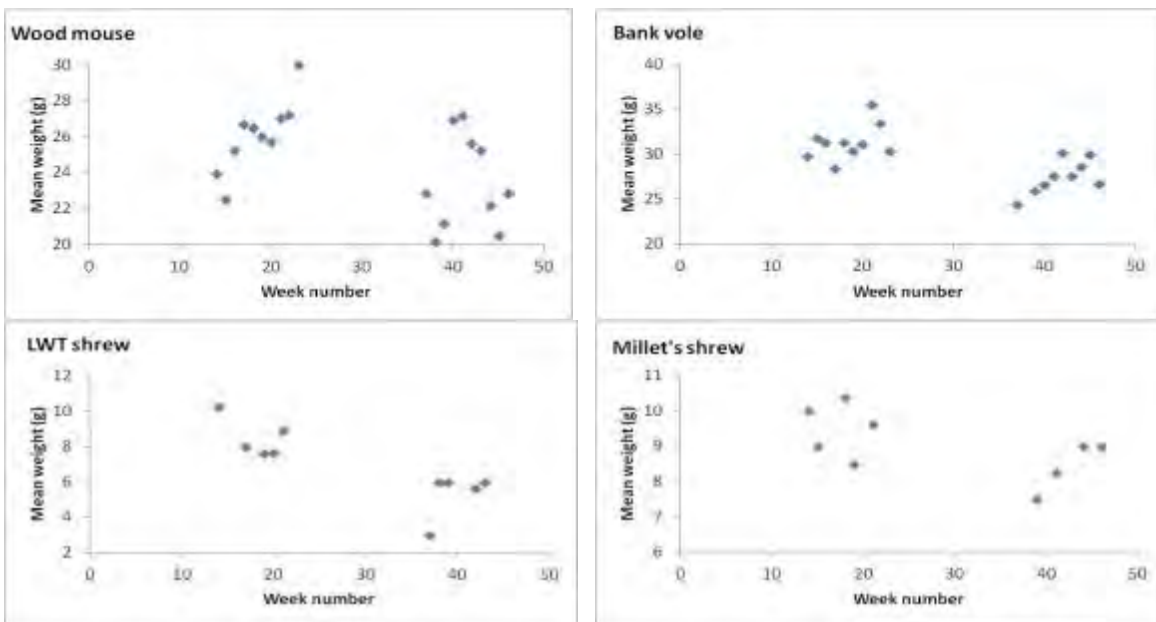 Wood mouse
Mean weight (g)
30
28
26
24
22
20
0 10 20 30 40 50
Week number
Bank vole
Mean weight (g)
40
35
30
25
20
0 10 20 30 40 50
Week number
LWT shrew
Mean weight (g)
12
10
8
6
4
2
0 10 20 30 40 50
Week number
Millet's shrew
Mean weight (g)
11
10
9
8
7
6
0 10 20 30 40 50
Week number